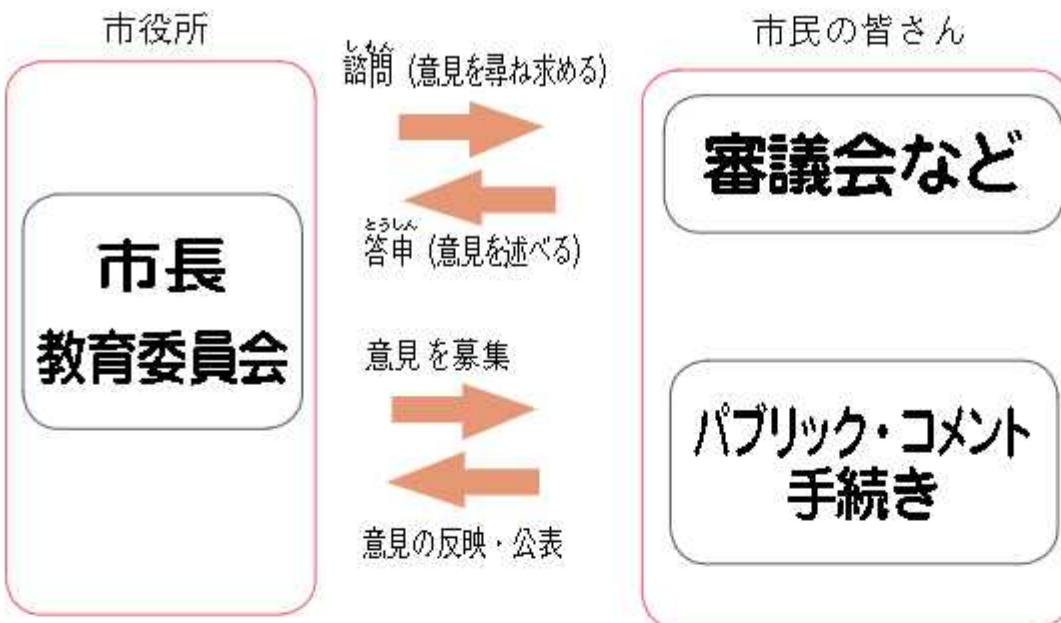 市役所
市民の皆さん
しもん
諮問 (意見を尋ね求める)
審議会など
とうしん
答申 (意見を述べる)
市長
教育委員会
意見を募集
パブリック・コメント
手続き
意見の反映・公表